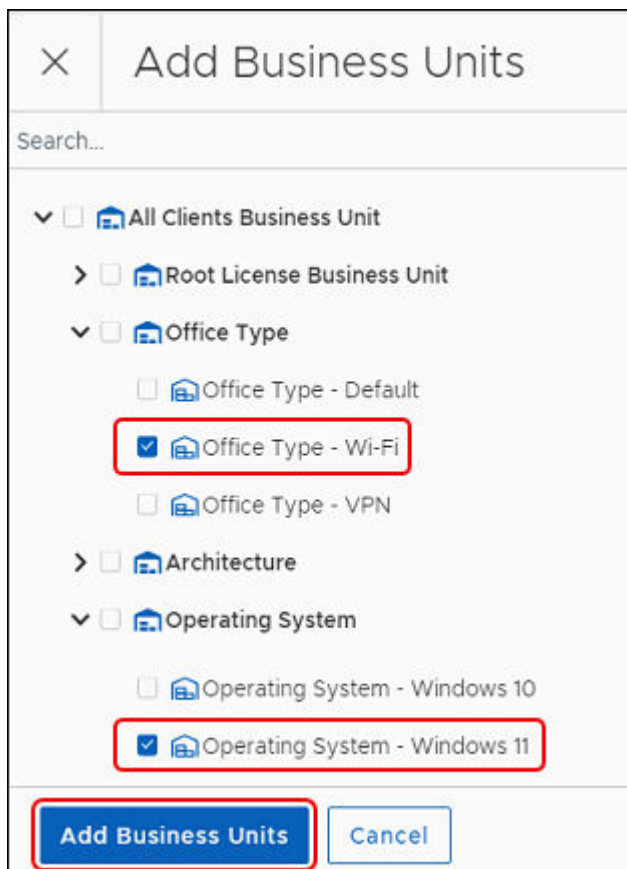 Add Business Units
Search...
All Clients Business Unit
Root License Business Unit
Office Type
Office Type - Default
Office Type - Wi-Fi
Office Type - VPN
Architecture
Operating System
Operating System - Windows 10
Operating System - Windows 11
Add Business Units
Cancel